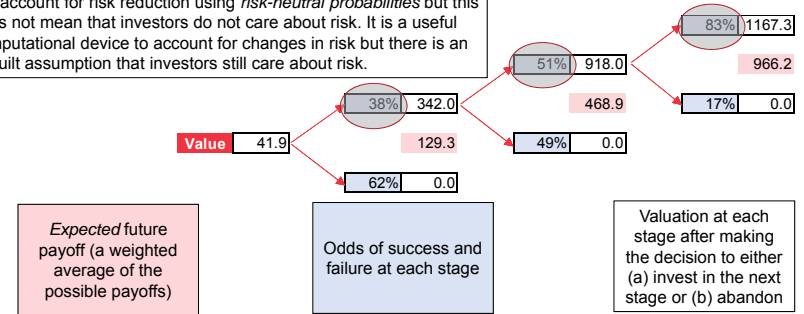 account for risk reduction using risk-neutral probabilities but this
s not mean that investors do not care about risk. It is a useful
nputational device to account for changes in risk but there is an
uilt assumption that investors still care about risk.
83% 1167.3
966.2
17% 0.0
51% 918.0
468.9
49% 0.0
38% 342.0
129.3
62% 0.0
Value 41.9
Expected future
payoff (a weighted
average of the
possible payoffs)
Odds of success and
failure at each stage
Valuation at each
stage after making
the decision to either
(a) invest in the next
stage or (b) abandon